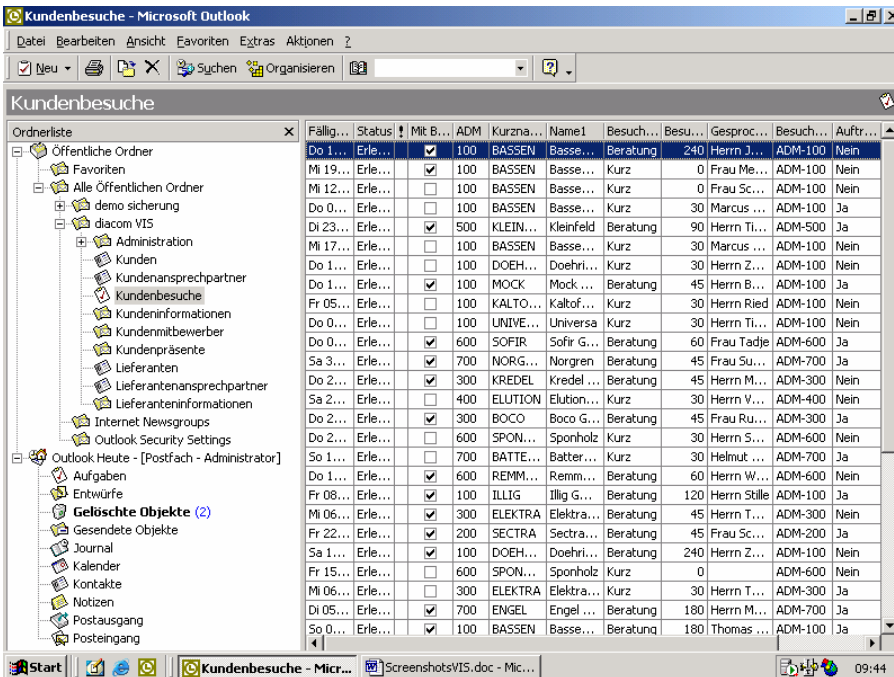 Kundenbesuche - Microsoft Outlook
Datei Bearbeiten Ansicht Favoriten Extras Aktionen ?
Neu Suchen Organisieren
Kundenbesuche
Ordnerliste
Öffentliche Ordner
Favoriten
Alle Öffentlichen Ordner
demo sicherung
diacom VIS
Administration
Kunden
Kundenansprechpartner
Kundenbesuche
Kundeninformationen
Kundenmitbewerber
Kundenpräsente
Lieferanten
Lieferantenansprechpartner
Lieferanteninformationen
Internet Newsgroups
Outlook Security Settings
Outlook Heute - [Postfach - Administrator]
Aufgaben
Entwürfe
Gelöschte Objekte (2)
Gesendete Objekte
Journal
Kalender
Kontakte
Notizen
Postausgang
Posteingang
Fällig... Status ! Mit B... ADM Kurzna... Name1 Besuch... Besu... Gesproc... Besuch... Auftr...
Do 1... Erle... 100 BASSEN Basse... Beratung 240 Herrn J... ADM-100 Nein
Mi 19... Erle... 100 BASSEN Basse... Kurz 0 Frau Me... ADM-100 Nein
Mi 12... Erle... 100 BASSEN Basse... Kurz 0 Frau Sc... ADM-100 Nein
Do 0... Erle... 100 BASSEN Basse... Kurz 30 Marcus ... ADM-100 Ja
Di 23... Erle... 500 KLEIN... Kleinfeld Beratung 90 Herrn Ti... ADM-500 Ja
Mi 17... Erle... 100 BASSEN Basse... Kurz 30 Marcus ... ADM-100 Nein
Do 1... Erle... 100 DOEH... Doehri... Kurz 30 Herrn Z... ADM-100 Nein
Do 1... Erle... 100 MOCK Mock ... Beratung 45 Herrn B... ADM-100 Ja
Fr 05... Erle... 100 KALTO... Kaltof... Kurz 30 Herrn Ried ADM-100 Nein
Do 0... Erle... 100 UNIVE... Universa Kurz 30 Herrn Ti... ADM-100 Nein
Do 0... Erle... 600 SOFIR Sofir G... Beratung 60 Frau Tadje ADM-600 Ja
Sa 3... Erle... 700 NORG... Norgren Beratung 45 Frau Su... ADM-700 Ja
Do 2... Erle... 300 KREDEL Kredel ... Beratung 45 Herrn M... ADM-300 Nein
Sa 2... Erle... 400 ELUTION Elution... Kurz 30 Herrn V... ADM-400 Nein
Do 2... Erle... 300 BOCO Boco G... Beratung 45 Frau Ru... ADM-300 Ja
Do 2... Erle... 600 SPON... Sponholz Kurz 30 Herrn S... ADM-600 Nein
So 1... Erle... 700 BATTE... Batter... Kurz 30 Helmut ... ADM-700 Ja
Do 1... Erle... 600 REMM... Remm... Beratung 60 Herrn W... ADM-600 Nein
Fr 08... Erle... 100 ILLIG Illig G... Beratung 120 Herrn Stille ADM-100 Ja
Mi 06... Erle... 300 ELEKTRA Elektra... Beratung 45 Herrn T... ADM-300 Nein
Fr 22... Erle... 200 SECTRA Sectra... Beratung 45 Frau Sc... ADM-200 Ja
Sa 1... Erle... 100 DOEH... Doehri... Beratung 240 Herrn Z... ADM-100 Nein
Fr 15... Erle... 600 SPON... Sponholz Kurz 0 ADM-600 Nein
Mi 06... Erle... 300 ELEKTRA Elektra... Kurz 30 Herrn T... ADM-300 Ja
Di 05... Erle... 700 ENGEL Engel ... Beratung 180 Herrn M... ADM-700 Ja
So 0... Erle... 100 BASSEN Basse... Beratung 180 Thomas ... ADM-100 Ja
Start Kundenbesuche - Micr... ScreenshotsVIS.doc - Mic... 09:44